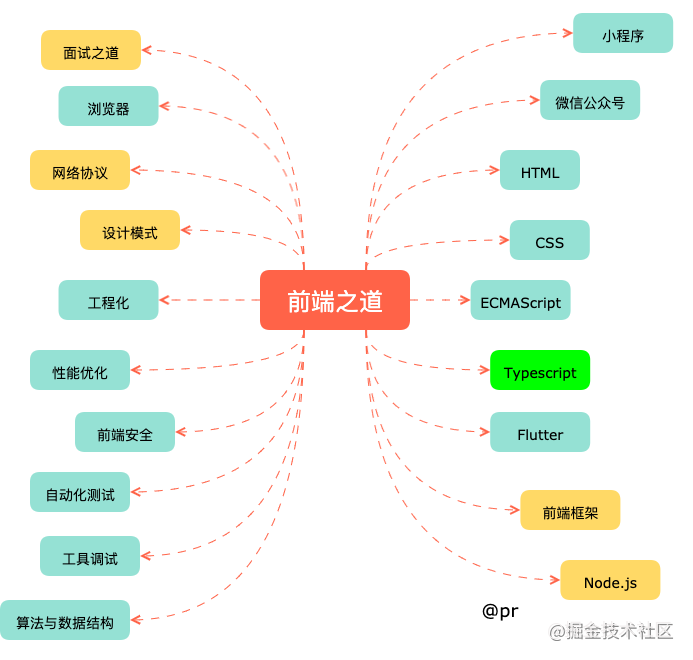 面试之道
浏览器
网络协议
设计模式
工程化
性能优化
前端安全
自动化测试
工具调试
算法与数据结构
前端之道
小程序
微信公众号
HTML
CSS
ECMAScript
Typescript
Flutter
前端框架
Node.js
@pr
@掘金技术社区